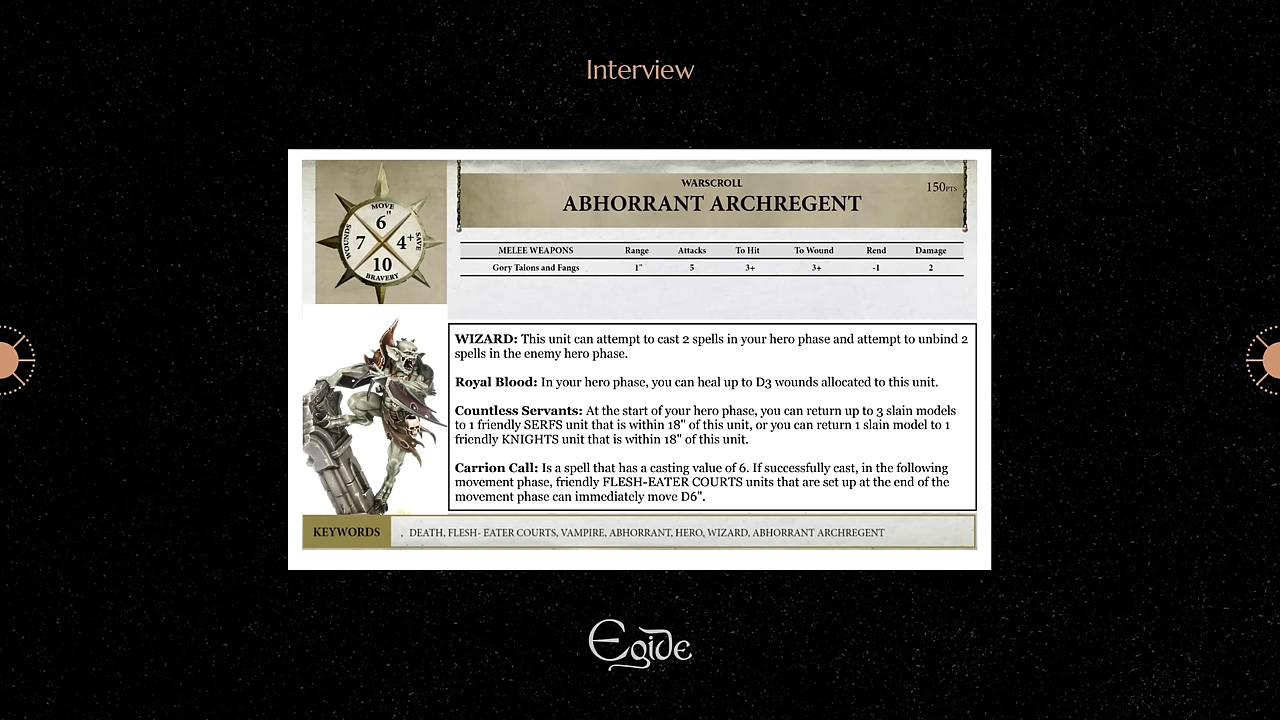 Interview
WARSCROLL
ABHORRANT ARCHREGENT
150PTS
MOVE
6"
WOUNDS
7
4+
SAVE
10
BRAVERY
MELEE WEAPONS Range Attacks To Hit To Wound Rend Damage
Gory Talons and Fangs 1" 5 3+ 3+ -1 2
WIZARD: This unit can attempt to cast 2 spells in your hero phase and attempt to unbind 2
spells in the enemy hero phase.
Royal Blood: In your hero phase, you can heal up to D3 wounds allocated to this unit.
Countless Servants: At the start of your hero phase, you can return up to 3 slain models
to 1 friendly SERFS unit that is within 18" of this unit, or you can return 1 slain model to 1
friendly KNIGHTS unit that is within 18" of this unit.
Carrion Call: Is a spell that has a casting value of 6. If successfully cast, in the following
movement phase, friendly FLESH-EATER COURTS units that are set up at the end of the
movement phase can immediately move D6".
KEYWORDS , DEATH, FLESH- EATER COURTS, VAMPIRE, ABHORRANT, HERO, WIZARD, ABHORRANT ARCHREGENT
Egide